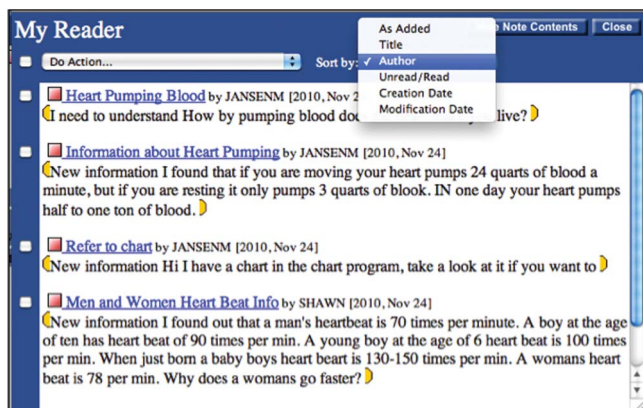 My Reader
As Added
Title
Author
Unread/Read
Creation Date
Modification Date
Note Contents
Close
Do Action...
Sort by:
Heart Pumping Blood by JANSENM [2010, Nov 2
I need to understand How by pumping blood live?
Information about Heart Pumping by JANSENM [2010, Nov 24]
New information I found that if you are moving your heart pumps 24 quarts of blood a
minute, but if you are resting it only pumps 3 quarts of blook. IN one day your heart pumps
half to one ton of blood.
Refer to chart by JANSENM [2010, Nov 24]
New information Hi I have a chart in the chart program, take a look at it if you want to
Men and Women Heart Beat Info by SHAWN [2010, Nov 24]
New information I found out that a man's heartbeat is 70 times per minute. A boy at the age
of ten has heart beat of 90 times per min. A young boy at the age of 6 heart beat is 100 times
per min. When just born a baby boys heart beart is 130-150 times per min. A womans heart
beat is 78 per min. Why does a womans go faster?